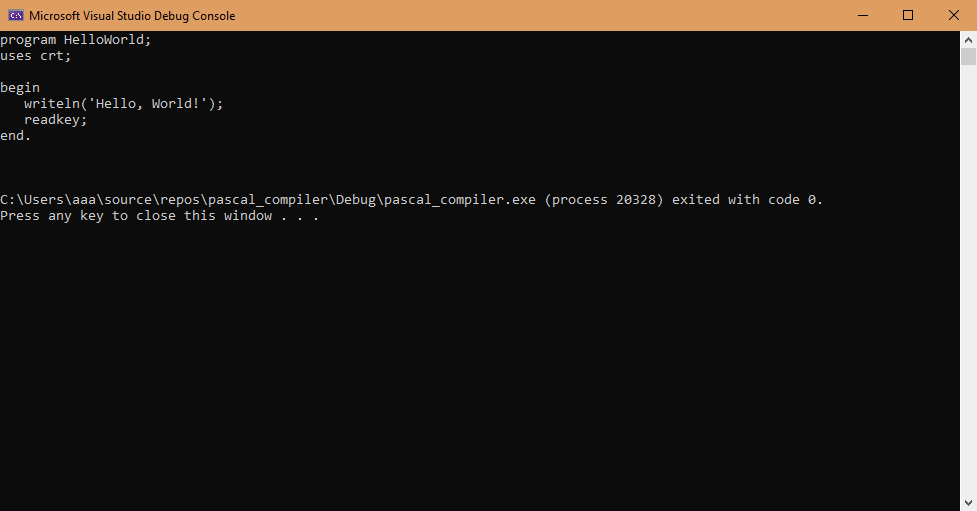 Microsoft Visual Studio Debug Console
program HelloWorld;
uses crt;
begin
   writeln('Hello, World!');
   readkey;
end.
C:\Users\aaa\source\repos\pascal_compiler\Debug\pascal_compiler.exe (process 20328) exited with code 0.
Press any key to close this window . . .